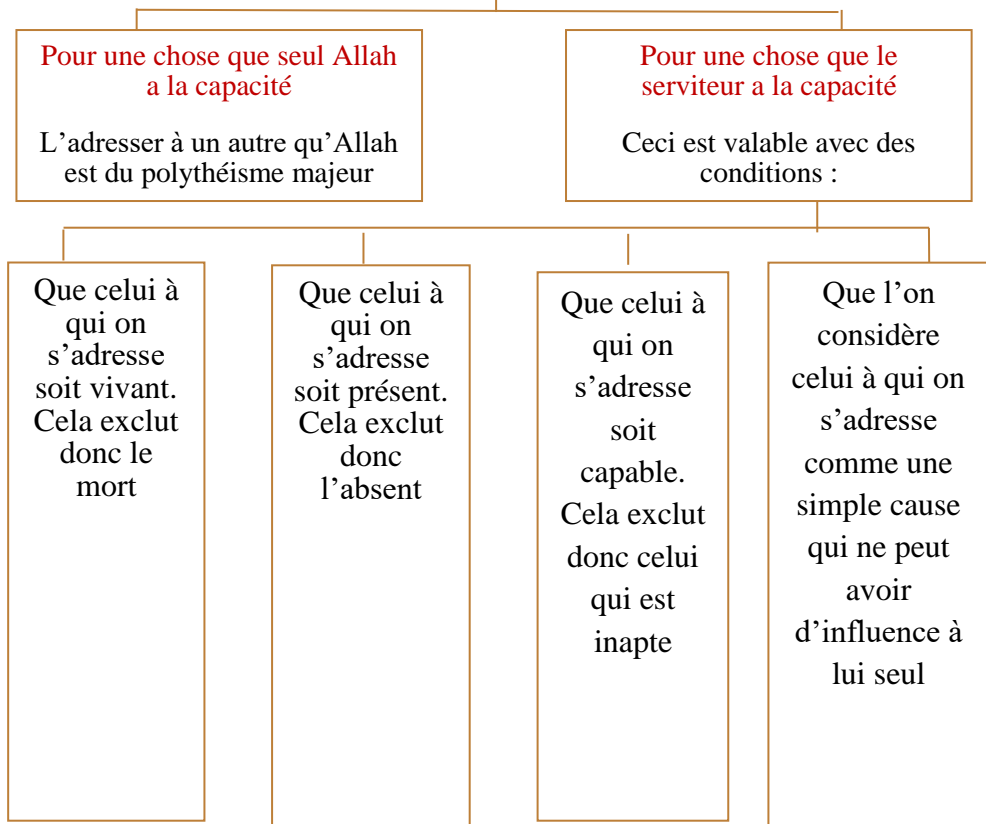 Pour une chose que seul Allah
a la capacité
L’adresser à un autre qu’Allah
est du polythéisme majeur
Pour une chose que le
serviteur a la capacité
Ceci est valable avec des
conditions :
Que celui à
qui on
s’adresse
soit vivant.
Cela exclut
donc le
mort
Que celui à
qui on
s’adresse
soit présent.
Cela exclut
donc
l’absent
Que celui à
qui on
s’adresse
soit
capable.
Cela exclut
donc celui
qui est
inapte
Que l’on
considère
celui à qui on
s’adresse
comme une
simple cause
qui ne peut
avoir
d’influence à
lui seul